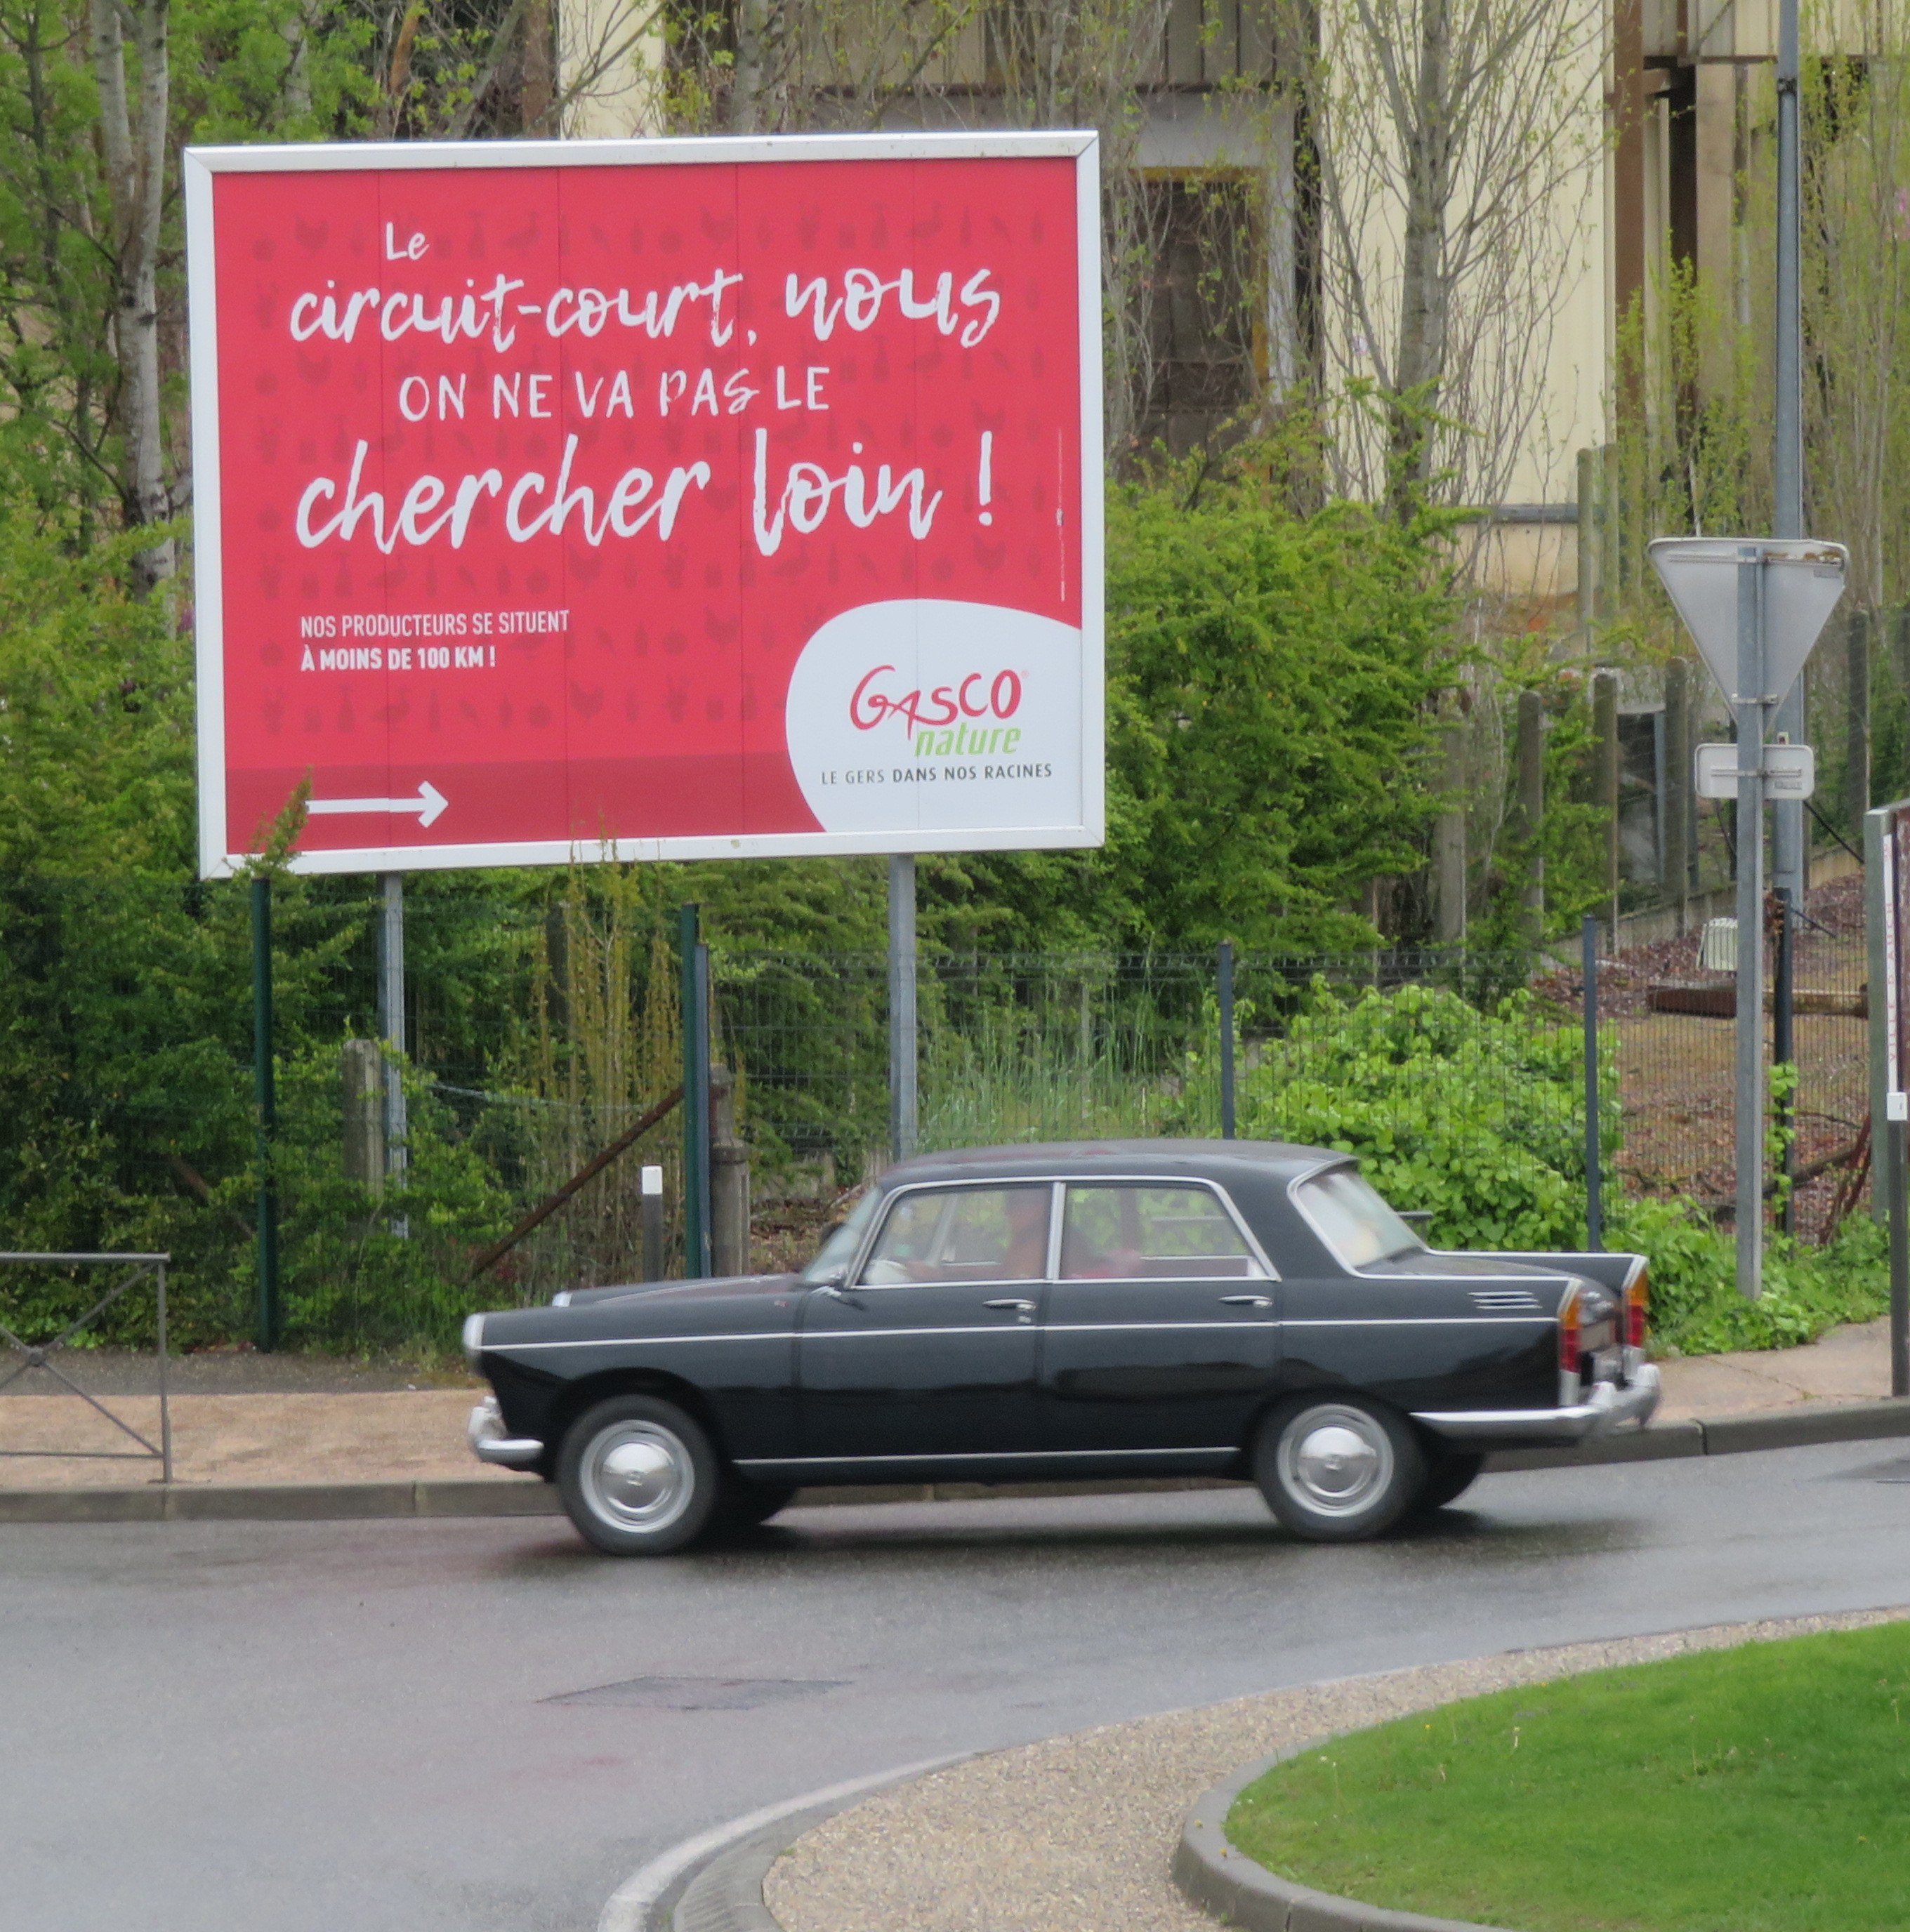 Le
circuit-court, nous
ON NE VA PAS LE
chercher loin !
NOS PRODUCTEURS SE SITUENT
À MOINS DE 100 KM !
GASCO
nature
LE GERS DANS NOS RACINES